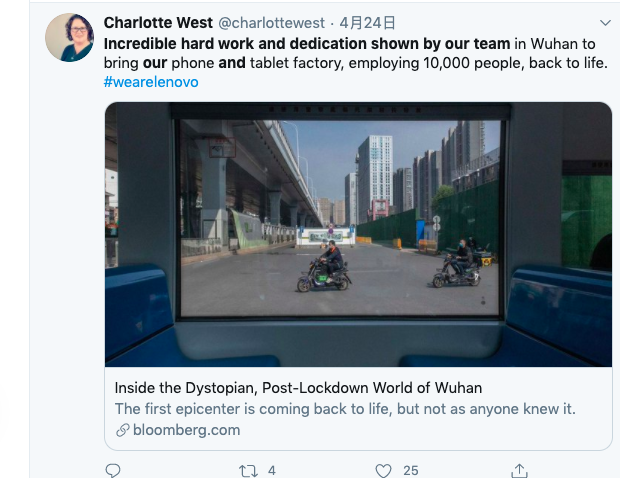 Charlotte West @charlottewest · 4月24日
Incredible hard work and dedication shown by our team in Wuhan to
bring our phone and tablet factory, employing 10,000 people, back to life.
#wearelenovo
Inside the Dystopian, Post-Lockdown World of Wuhan
The first epicenter is coming back to life, but not as anyone knew it.
bloomberg.com
4
25